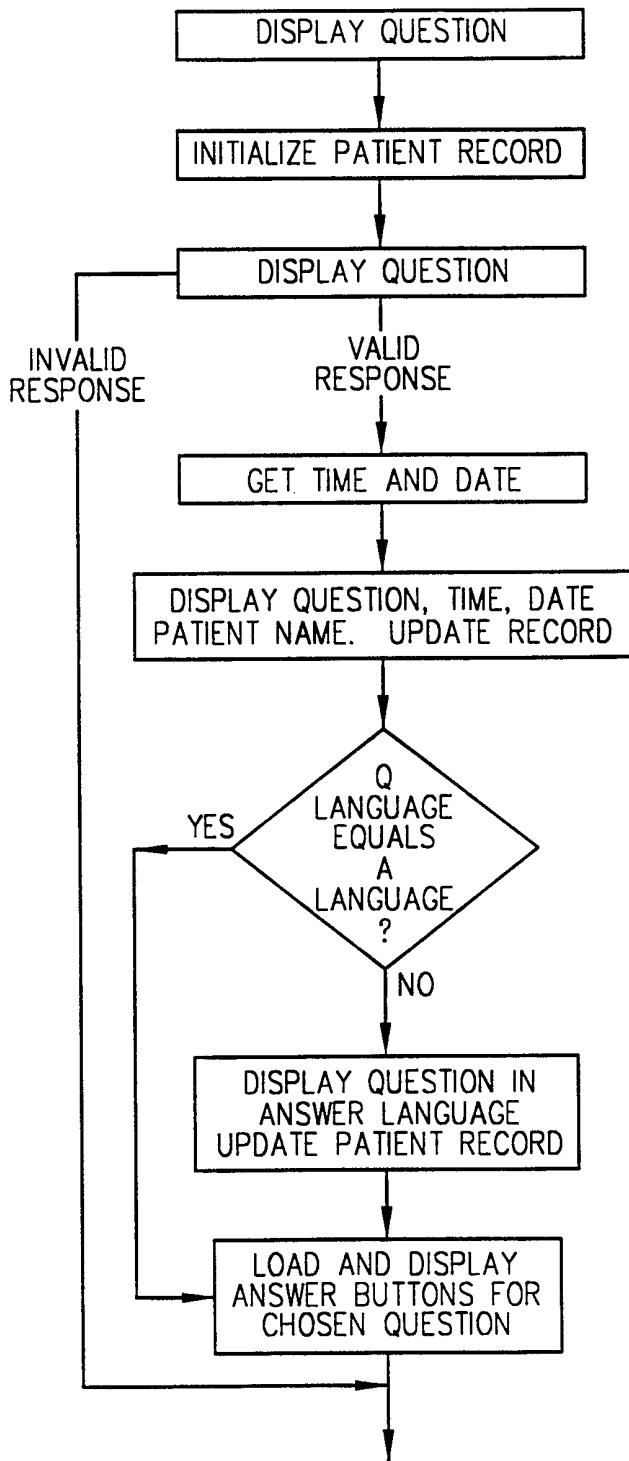 DISPLAY QUESTION
INITIALIZE PATIENT RECORD
DISPLAY QUESTION
INVALID
RESPONSE
VALID
RESPONSE
GET TIME AND DATE
DISPLAY QUESTION, TIME, DATE
PATIENT NAME. UPDATE RECORD
Q
LANGUAGE
EQUALS
A
LANGUAGE
?
YES
NO
DISPLAY QUESTION IN
ANSWER LANGUAGE
UPDATE PATIENT RECORD
LOAD AND DISPLAY
ANSWER BUTTONS FOR
CHOSEN QUESTION